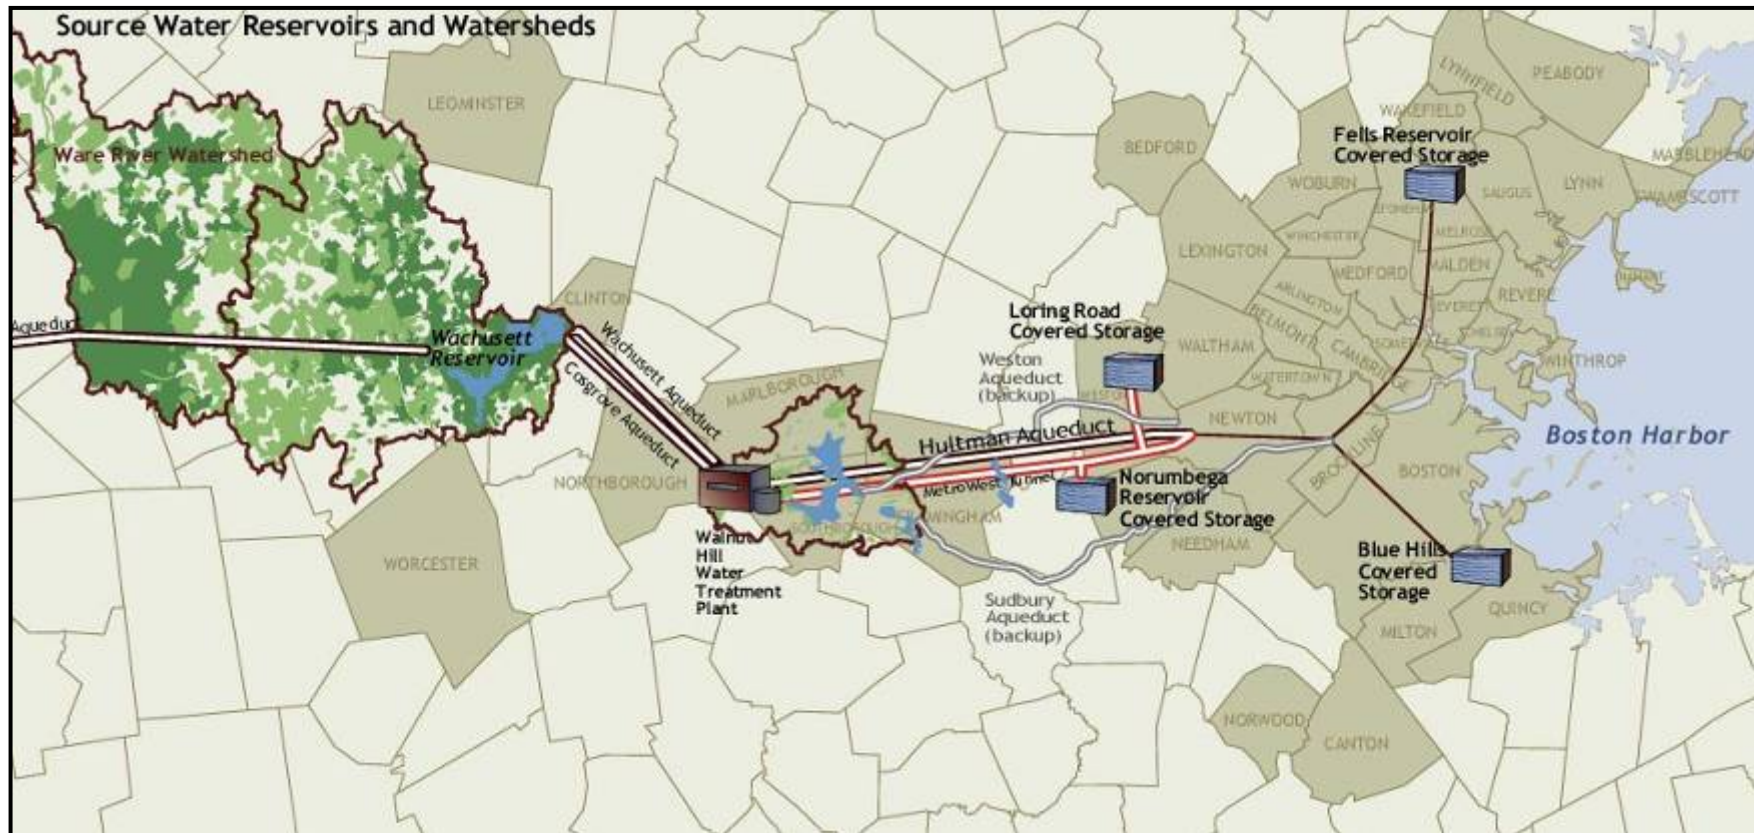 Source Water Reservoirs and Watersheds
LEOMINSTER
PEABODY
LYNNFIELD
WAKEFIELD
BEDFORD
Fells Reservoir
Covered Storage
Ware River Watershed
MARBLEHEAD
WOBURN
SAUGUS
LYNN
SWAMPSCOTT
WINCHESTER
MELROSE
LEXINGTON
MEDFORD
MALDEN
CLINTON
ARLINGTON
EVERETT
REVERE
Loring Road
Covered Storage
BELMONT
Aqueduc
Wachusett
Reservoir
Wachusett Aqueduct
Cosgrove Aqueduct
WALTHAM
CAMBRIDGE
WINTHROP
Weston
Aqueduct
(backup)
WATERTOWN
MARLBOROUGH
NEWTON
Hultman Aqueduct
Boston Harbor
BROOKLINE
BOSTON
NORTHBOROUGH
MetroWest Tunnel
Norumbega
Reservoir
Covered Storage
SOUTHBOROUGH
MINGHAM
Walnut
Hill
Water
Treatment
Plant
NEEDHAM
WORCESTER
Blue Hills
Covered
Storage
Sudbury
Aqueduct
(backup)
QUINCY
MILTON
NORWOOD
CANTON